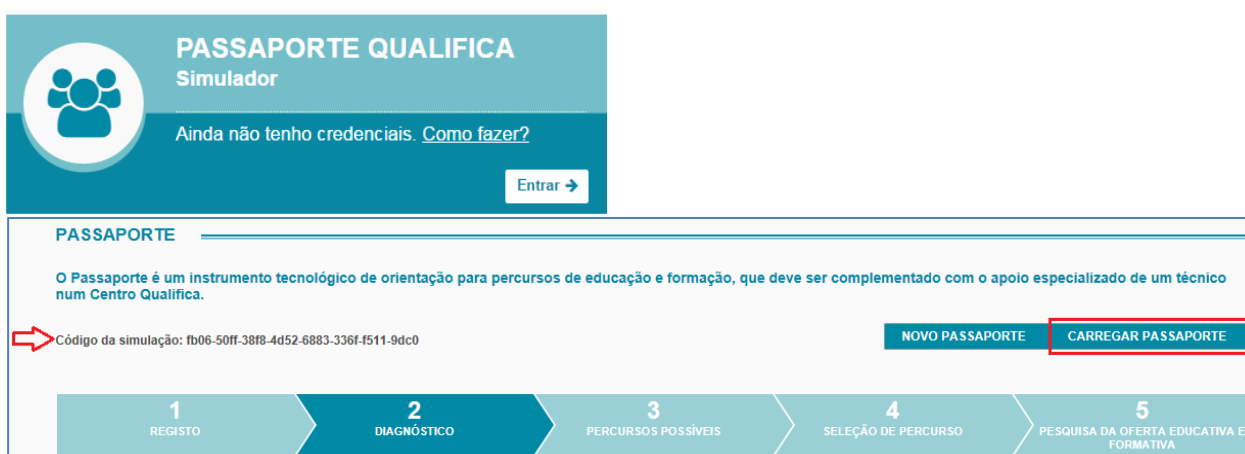 PASSAPORTE QUALIFICA
Simulador
Ainda não tenho credenciais. Como fazer?
Entrar →
PASSAPORTE
O Passaporte é um instrumento tecnológico de orientação para percursos de educação e formação, que deve ser complementado com o apoio especializado de um técnico
num Centro Qualifica.
Código da simulação: fb06-50ff-38f8-4d52-6883-336f-f511-9dc0
NOVO PASSAPORTE
CARREGAR PASSAPORTE
1
REGISTO
2
DIAGNÓSTICO
3
PERCURSOS POSSÍVEIS
4
SELEÇÃO DE PERCURSO
5
PESQUISA DA OFERTA EDUCATIVA E
FORMATIVA